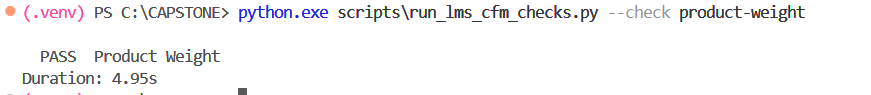 (.venv) PS C:\CAPSTONE> python.exe scripts\run_lms_cfm_checks.py --check product-weight
PASS Product Weight
Duration: 4.95s